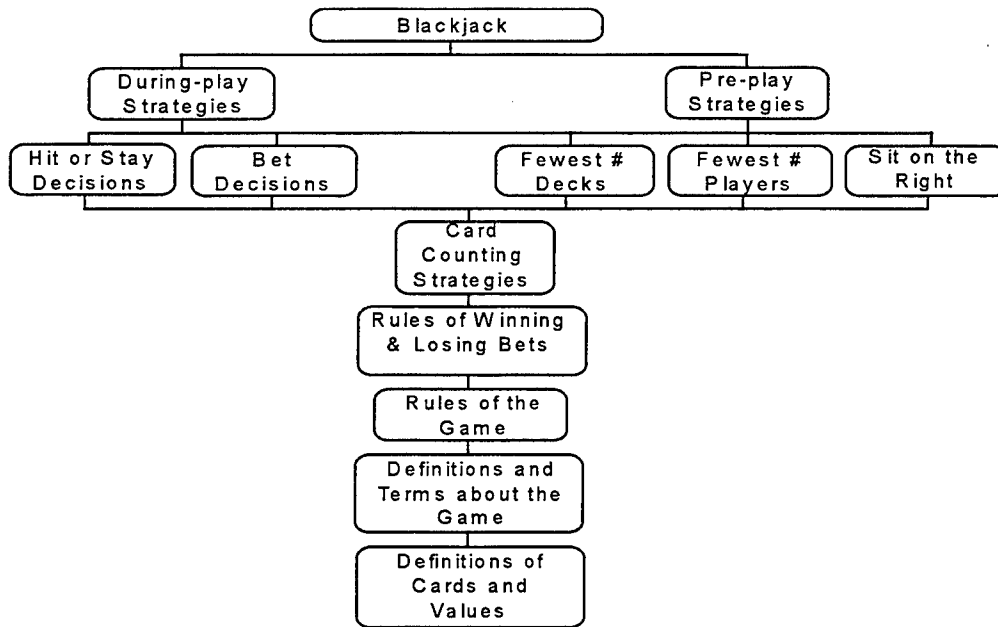 Blackjack
During-play
Strategies
Pre-play
Strategies
Hit or Stay
Decisions
Bet
Decisions
Fewest #
Decks
Fewest #
Players
Sit on the
Right
Card
Counting
Strategies
Rules of Winning
& Losing Bets
Rules of the
Game
Definitions and
Terms about the
Game
Definitions of
Cards and
Values